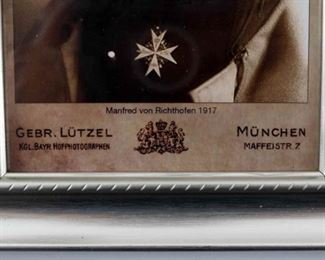 Manfred von Richthofen 1917
GEBR. LÜTZEL
KGL. BAYR. HOFPHOTOGRAPHEN
MÜNCHEN
MAFFEISTR. 7